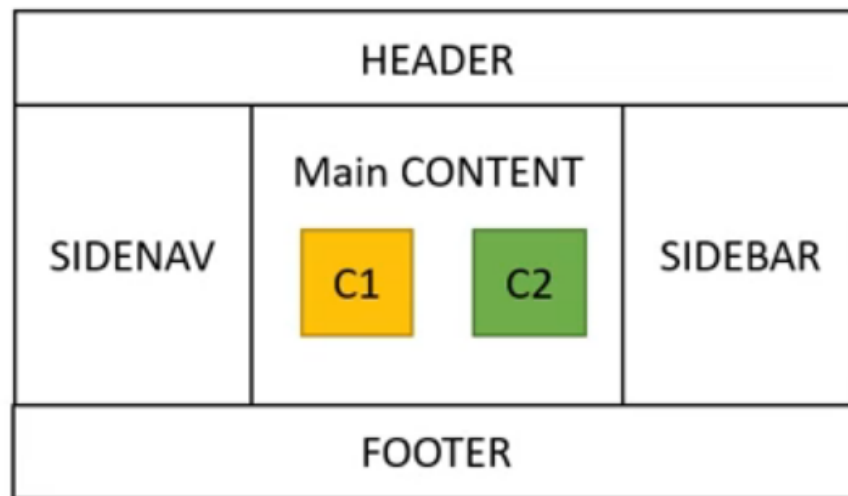 HEADER
Main CONTENT
SIDENAV
C1
C2
SIDEBAR
FOOTER